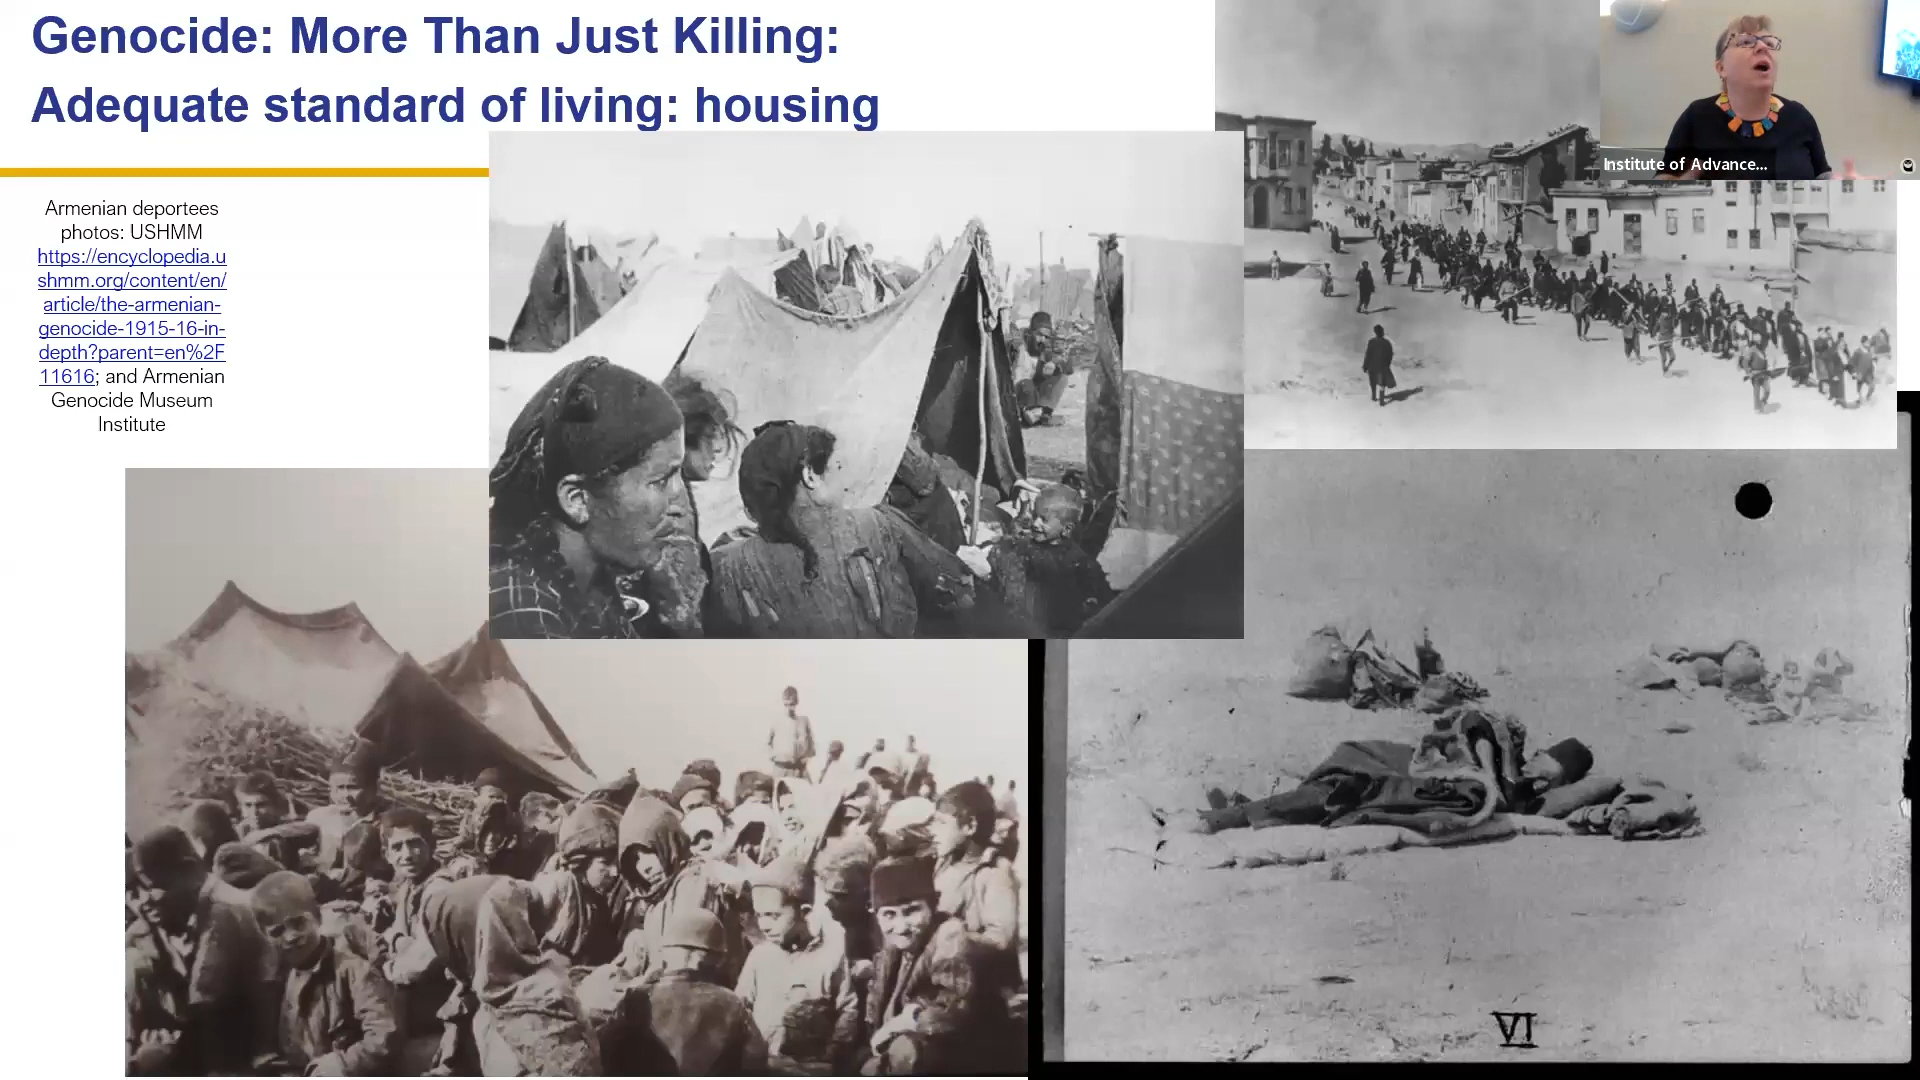 Genocide: More Than Just Killing:
Adequate standard of living: housing
Institute of Advance...
Armenian deportees
photos: USHMM
https://encyclopedia.u
shmm.org/content/en/
article/the-armenian-
genocide-1915-16-in-
depth?parent=en%2F
11616; and Armenian
Genocide Museum
Institute
VI